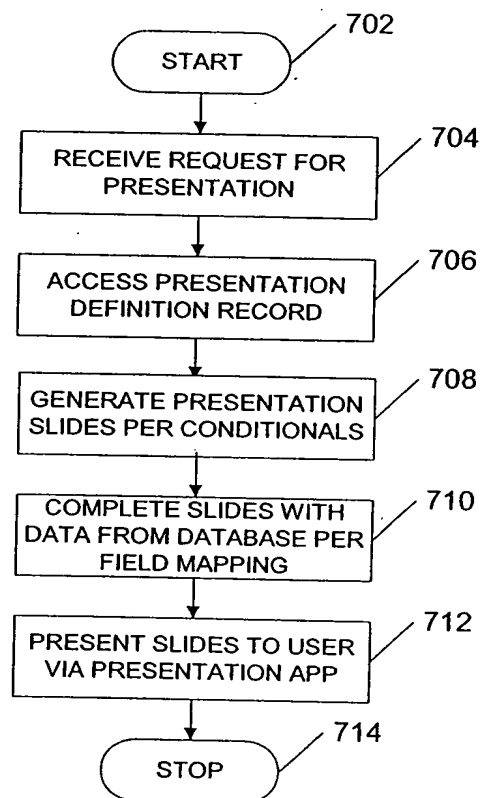 702
START
704
RECEIVE REQUEST FOR
PRESENTATION
706
ACCESS PRESENTATION
DEFINITION RECORD
708
GENERATE PRESENTATION
SLIDES PER CONDITIONALS
710
COMPLETE SLIDES WITH
DATA FROM DATABASE PER
FIELD MAPPING
712
PRESENT SLIDES TO USER
VIA PRESENTATION APP
714
STOP